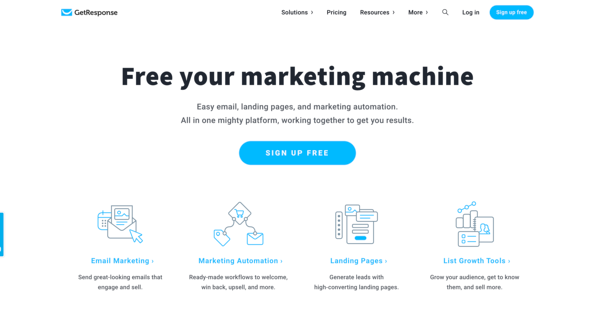 GetResponse
Solutions
Pricing
Resources
More
Log in
Sign up free
Free your marketing machine
Easy email, landing pages, and marketing automation.
All in one mighty platform, working together to get you results.
SIGN UP FREE
Email Marketing ›
Marketing Automation ›
Landing Pages ›
List Growth Tools ›
Send great-looking emails that
engage and sell.
Ready-made workflows to welcome,
win back, upsell, and more.
Generate leads with
high-converting landing pages.
Grow your audience, get to know
them, and sell more.